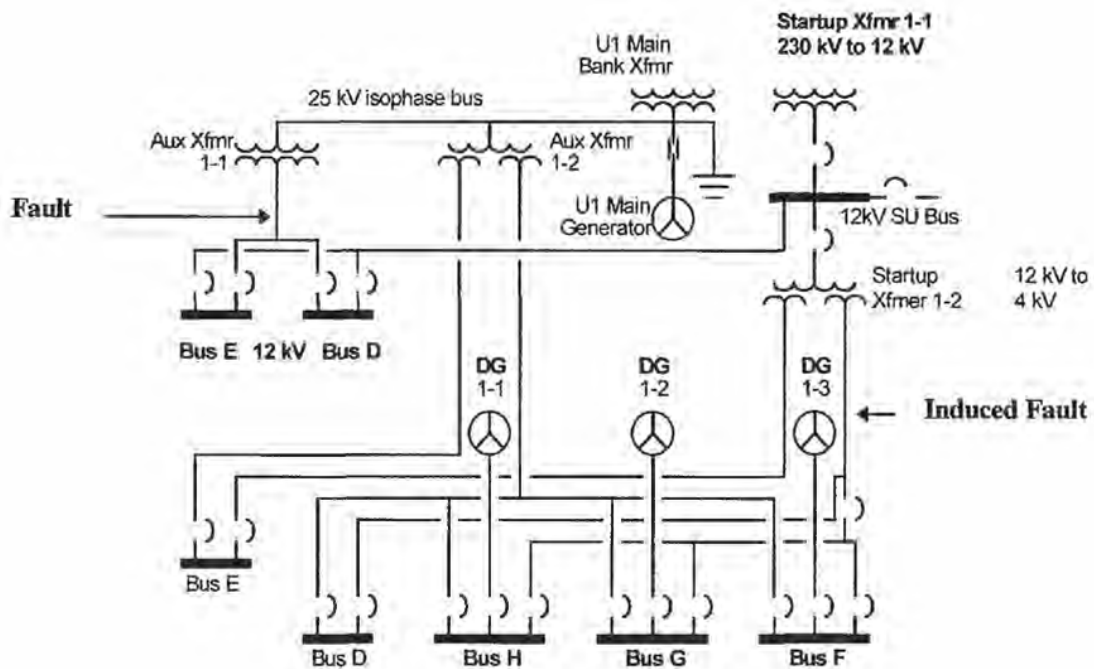 Startup Xfmr 1-1
230 kV to 12 kV
U1 Main
Bank Xfmr
25 kV isophase bus
Aux Xfmr
1-1
Aux Xfmr
1-2
Fault
U1 Main
Generator
12kV SU Bus
Startup
Xfmer 1-2
12 kV to
4 kV
Bus E 12 kV Bus D
DG
1-1
DG
1-2
DG
1-3
Induced Fault
Bus E
Bus D
Bus H
Bus G
Bus F